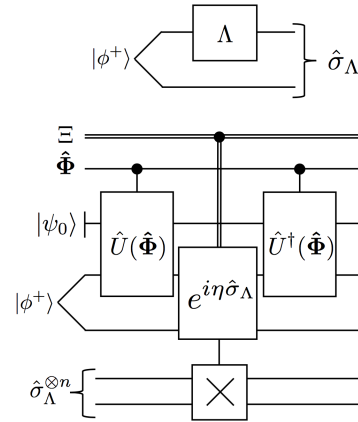 |ϕ⁺⟩ Λ σ̂_Λ
Ξ
Φ̂
|ψ₀⟩ Û(Φ̂) Û†(Φ̂)
|ϕ⁺⟩ e^{iησ̂_Λ}
σ̂_Λ^{⊗n}